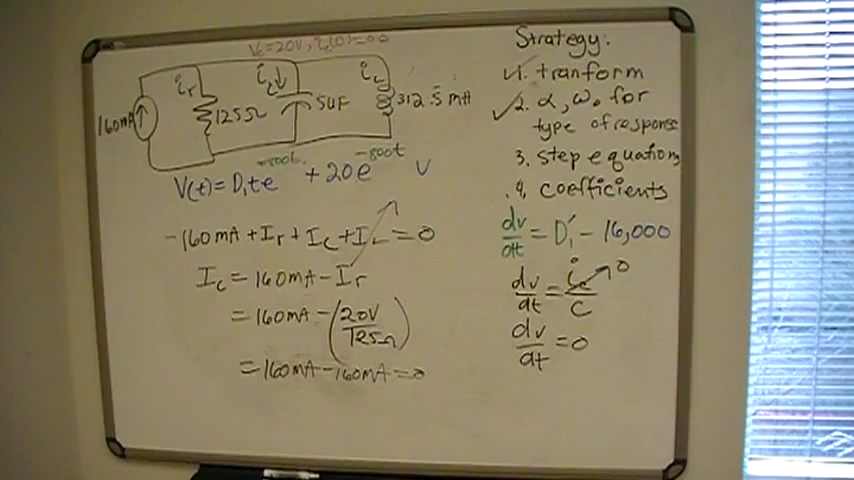 Vc=20V, iL(0)=0
Strategy:
✓1. tranform
✓2. α, ω₀ for
type of response
3. step equations
4. coefficients
ir
ic ↓
iL
160mA ↑
125Ω
5uF
312.5 mH
V(t)= D₁te^-800t + 20e^-800t V
-160mA + Ir + Ic + IL = 0
Ic = 160mA - Ir
= 160mA - (20V/125Ω)
= 160mA - 160mA = 0
dv/dt = D₁' - 16,000
dv/dt = ic/C → 0
dv/dt = 0